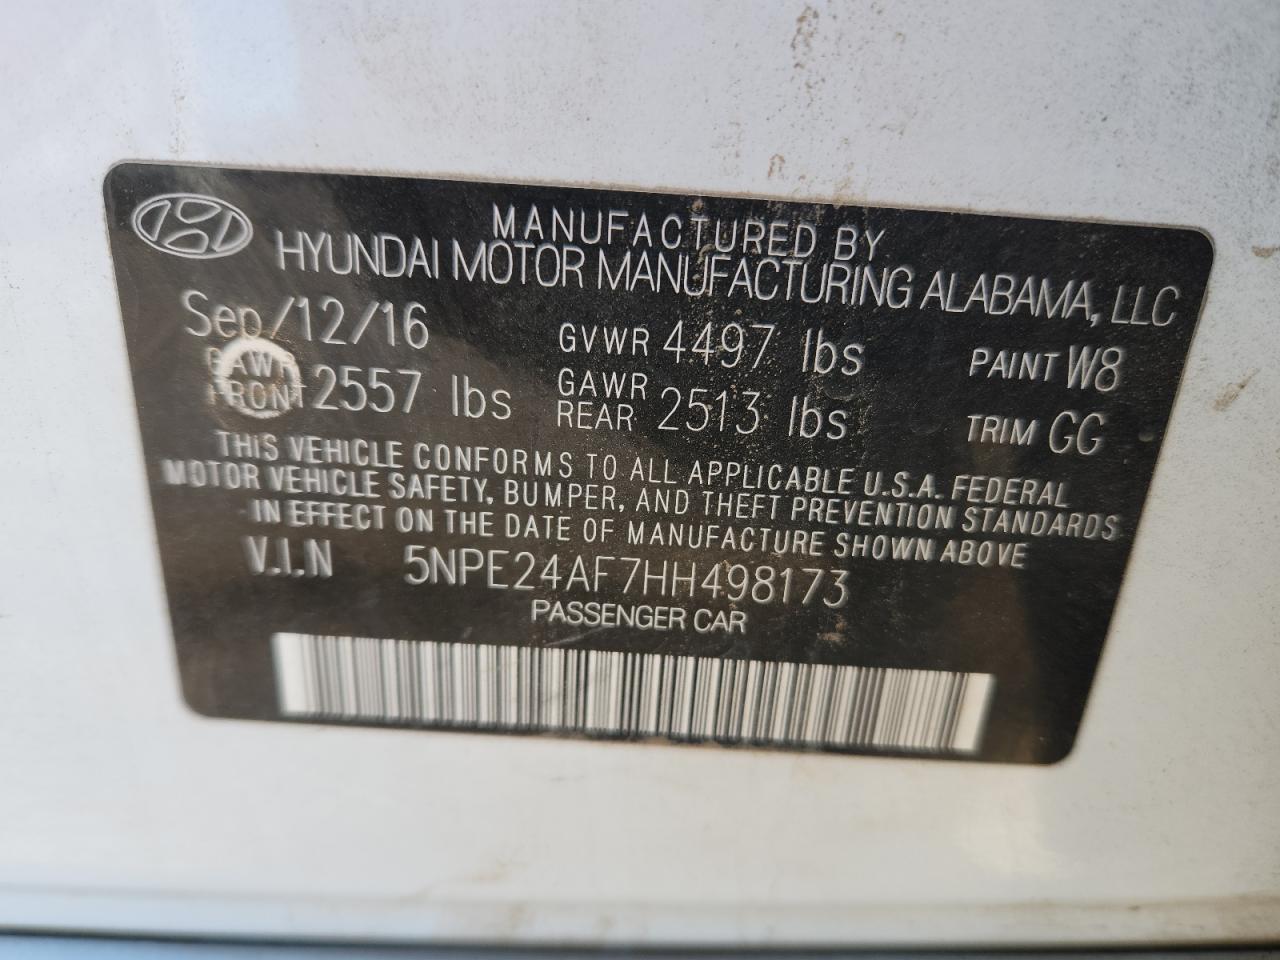 MANUFACTURED BY
HYUNDAI MOTOR MANUFACTURING ALABAMA, LLC
Sep/12/16 GVWR 4497 lbs PAINT W8
GAWR FRONT 2557 lbs GAWR REAR 2513 lbs TRIM GG
THIS VEHICLE CONFORMS TO ALL APPLICABLE U.S.A. FEDERAL
MOTOR VEHICLE SAFETY, BUMPER, AND THEFT PREVENTION STANDARDS
IN EFFECT ON THE DATE OF MANUFACTURE SHOWN ABOVE
V.I.N 5NPE24AF7HH498173
PASSENGER CAR